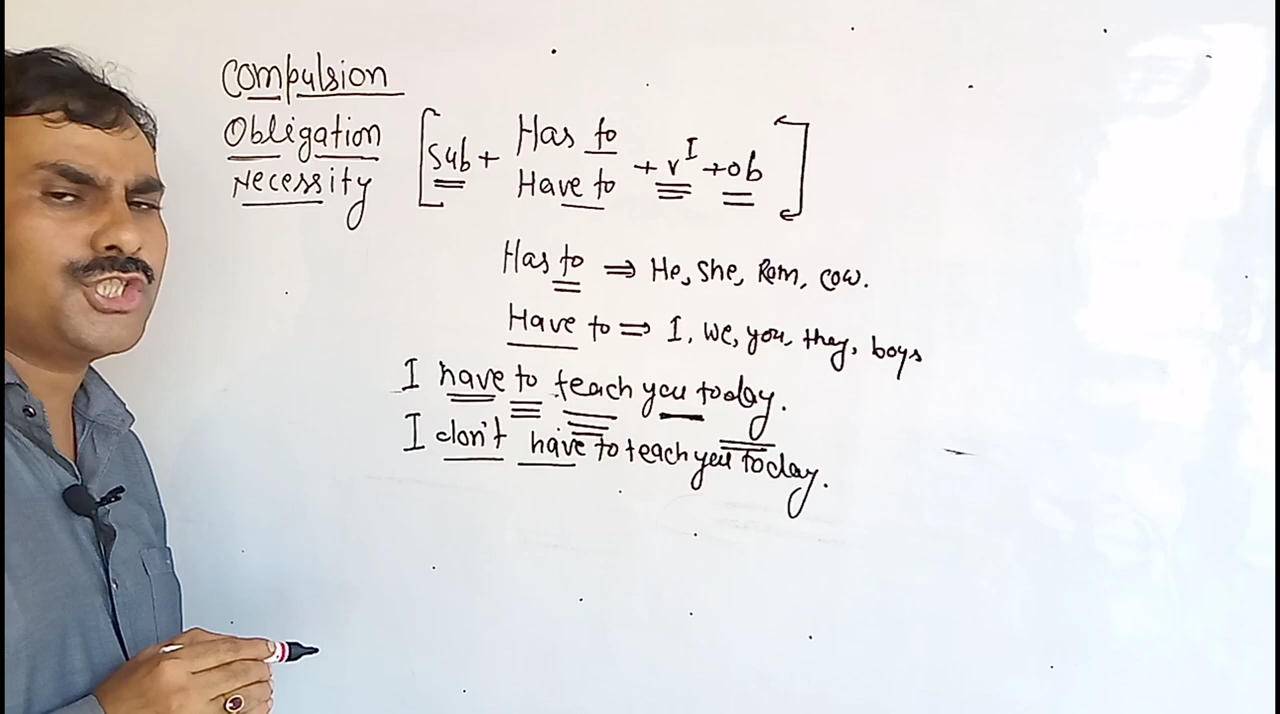 Compulsion
Obligation
Necessity
[Sub + Has to
Have to + V^I + ob]
Has to ⇒ He, She, Ram, cow.
Have to ⇒ I, we, you, they, boys
I have to teach you today.
I don't have to teach you today.